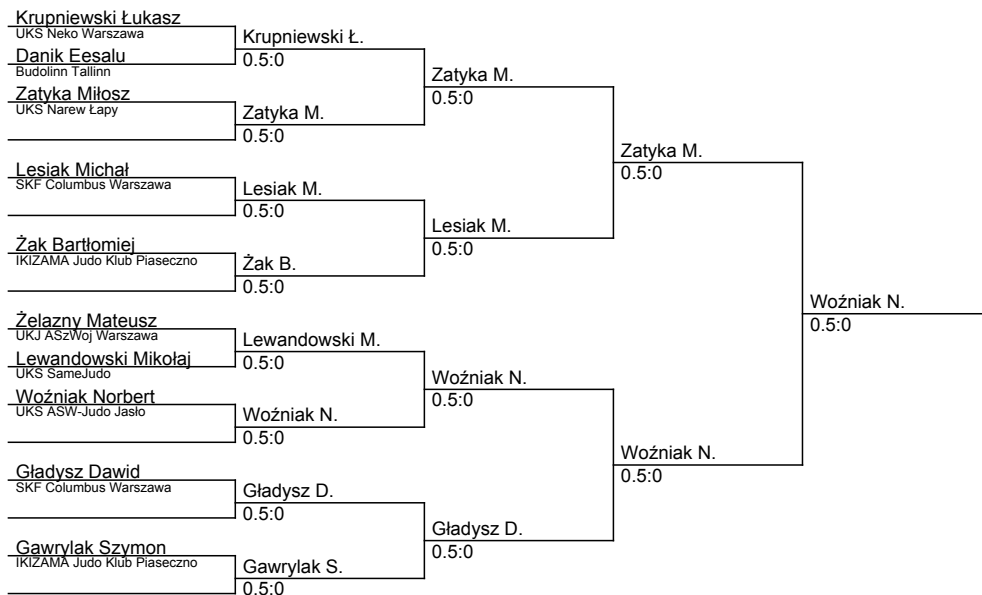 Krupniewski Łukasz
UKS Neko Warszawa
Danik Eesalu
Budolinn Tallinn
Zatyka Miłosz
UKS Narew Łapy
Lesiak Michał
SKF Columbus Warszawa
Żak Bartłomiej
IKIZAMA Judo Klub Piaseczno
Żelazny Mateusz
UKJ ASzWoj Warszawa
Lewandowski Mikołaj
UKS SameJudo
Woźniak Norbert
UKS ASW-Judo Jasło
Gładysz Dawid
SKF Columbus Warszawa
Gawrylak Szymon
IKIZAMA Judo Klub Piaseczno
Krupniewski Ł.
0.5:0
Zatyka M.
0.5:0
Lesiak M.
0.5:0
Żak B.
0.5:0
Lewandowski M.
0.5:0
Woźniak N.
0.5:0
Gładysz D.
0.5:0
Gawrylak S.
0.5:0
Zatyka M.
0.5:0
Lesiak M.
0.5:0
Woźniak N.
0.5:0
Gładysz D.
0.5:0
Zatyka M.
0.5:0
Woźniak N.
0.5:0
Woźniak N.
0.5:0